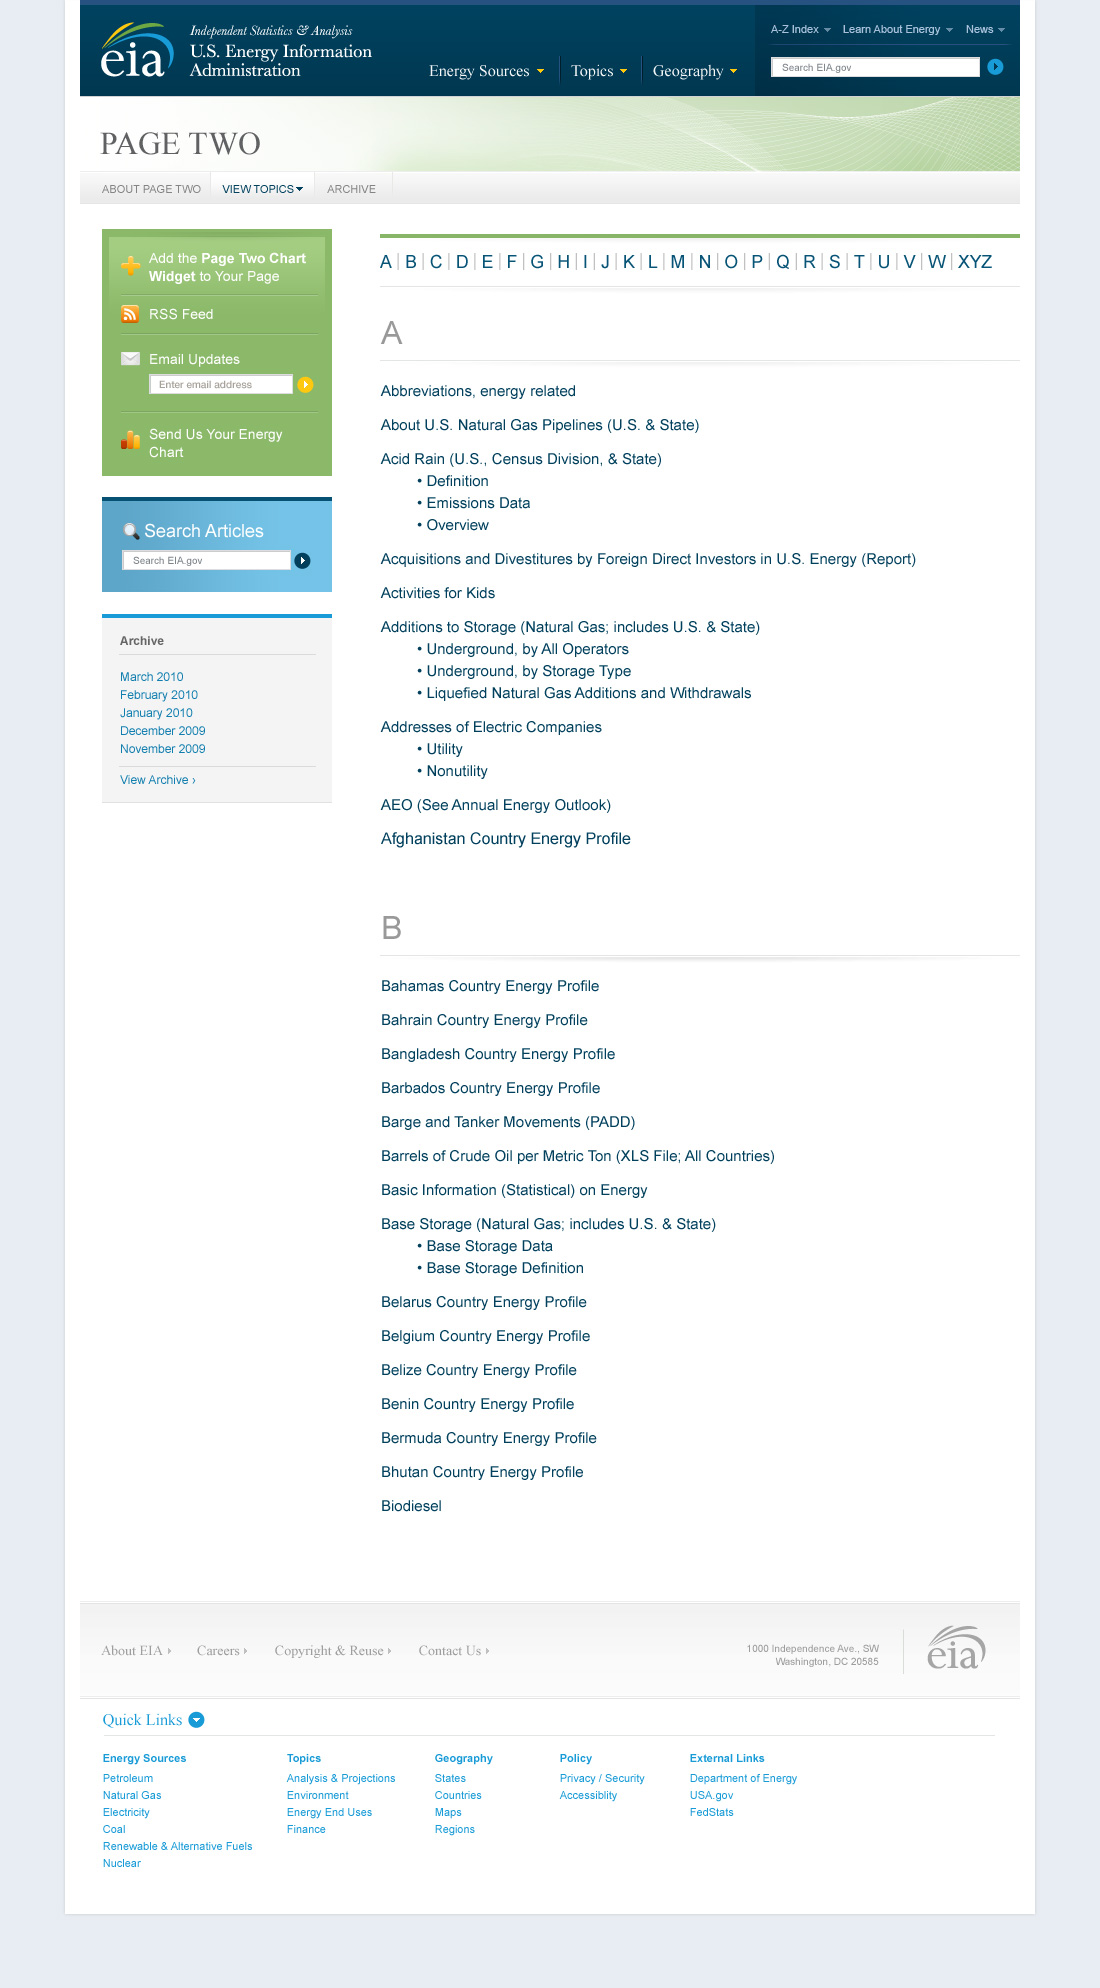 Independent Statistics & Analysis
U.S. Energy Information
Administration
eia
Energy Sources
Topics
Geography
A-Z Index
Learn About Energy
News
Search EIA.gov
PAGE TWO
ABOUT PAGE TWO
VIEW TOPICS
ARCHIVE
Add the Page Two Chart
Widget to Your Page
RSS Feed
Email Updates
Enter email address
Send Us Your Energy
Chart
Search Articles
Search EIA.gov
Archive
March 2010
February 2010
January 2010
December 2009
November 2009
View Archive ›
A | B | C | D | E | F | G | H | I | J | K | L | M | N | O | P | Q | R | S | T | U | V | W | XYZ
A
Abbreviations, energy related
About U.S. Natural Gas Pipelines (U.S. & State)
Acid Rain (U.S., Census Division, & State)
• Definition
• Emissions Data
• Overview
Acquisitions and Divestitures by Foreign Direct Investors in U.S. Energy (Report)
Activities for Kids
Additions to Storage (Natural Gas; includes U.S. & State)
• Underground, by All Operators
• Underground, by Storage Type
• Liquefied Natural Gas Additions and Withdrawals
Addresses of Electric Companies
• Utility
• Nonutility
AEO (See Annual Energy Outlook)
Afghanistan Country Energy Profile
B
Bahamas Country Energy Profile
Bahrain Country Energy Profile
Bangladesh Country Energy Profile
Barbados Country Energy Profile
Barge and Tanker Movements (PADD)
Barrels of Crude Oil per Metric Ton (XLS File; All Countries)
Basic Information (Statistical) on Energy
Base Storage (Natural Gas; includes U.S. & State)
• Base Storage Data
• Base Storage Definition
Belarus Country Energy Profile
Belgium Country Energy Profile
Belize Country Energy Profile
Benin Country Energy Profile
Bermuda Country Energy Profile
Bhutan Country Energy Profile
Biodiesel
About EIA
Careers
Copyright & Reuse
Contact Us
1000 Independence Ave., SW
Washington, DC 20585
eia
Quick Links
Energy Sources
Petroleum
Natural Gas
Electricity
Coal
Renewable & Alternative Fuels
Nuclear
Topics
Analysis & Projections
Environment
Energy End Uses
Finance
Geography
States
Countries
Maps
Regions
Policy
Privacy / Security
Accessiblity
External Links
Department of Energy
USA.gov
FedStats